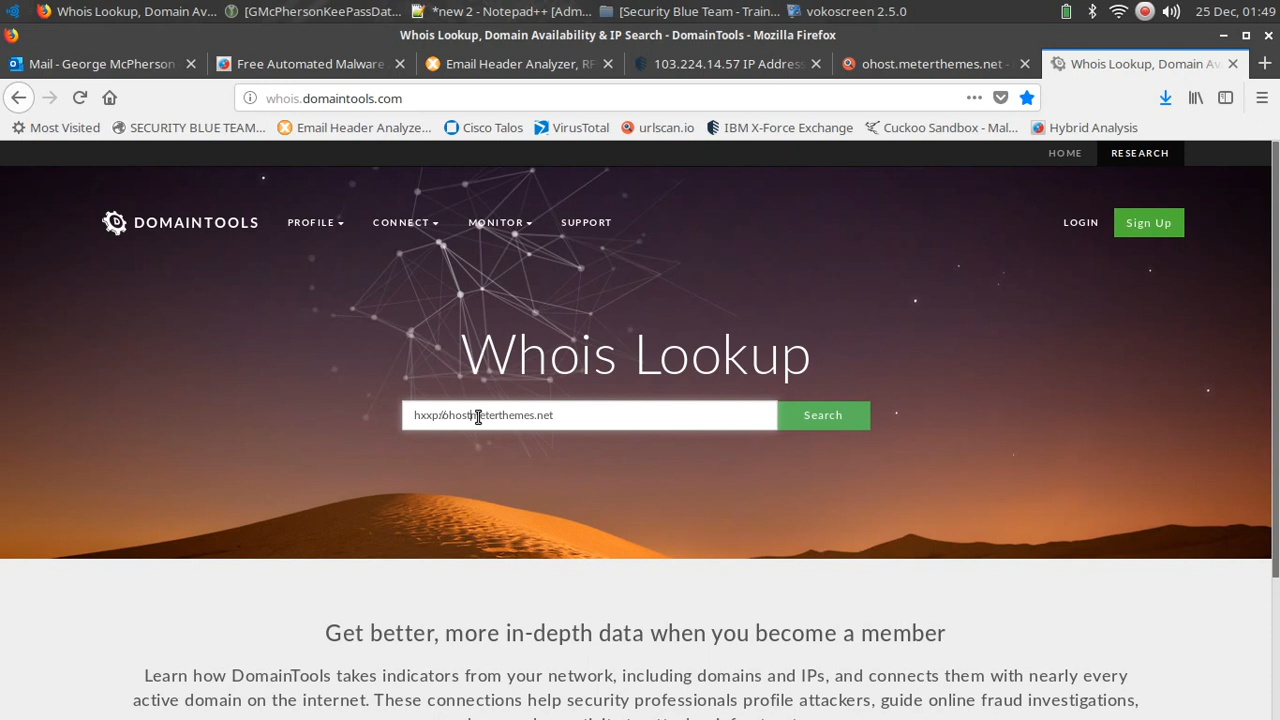 Whois Lookup, Domain Av...
[GMcPhersonKeePassDat...
*new 2 - Notepad++ [Adm...
[Security Blue Team - Train...
vokoscreen 2.5.0
25 Dec, 01:49
Whois Lookup, Domain Availability & IP Search - DomainTools - Mozilla Firefox
Mail - George McPherson
Free Automated Malware
Email Header Analyzer, RF
103.224.14.57 IP Address
ohost.meterthemes.net -
Whois Lookup, Domain Av
whois.domaintools.com
Most Visited
SECURITY BLUE TEAM...
Email Header Analyze...
Cisco Talos
VirusTotal
urlscan.io
IBM X-Force Exchange
Cuckoo Sandbox - Mal...
Hybrid Analysis
HOME
RESEARCH
DOMAINTOOLS
PROFILE
CONNECT
MONITOR
SUPPORT
LOGIN
Sign Up
Whois Lookup
hxxp://ohostmeterthemes.net
Search
Get better, more in-depth data when you become a member
Learn how DomainTools takes indicators from your network, including domains and IPs, and connects them with nearly every
active domain on the internet. These connections help security professionals profile attackers, guide online fraud investigations,